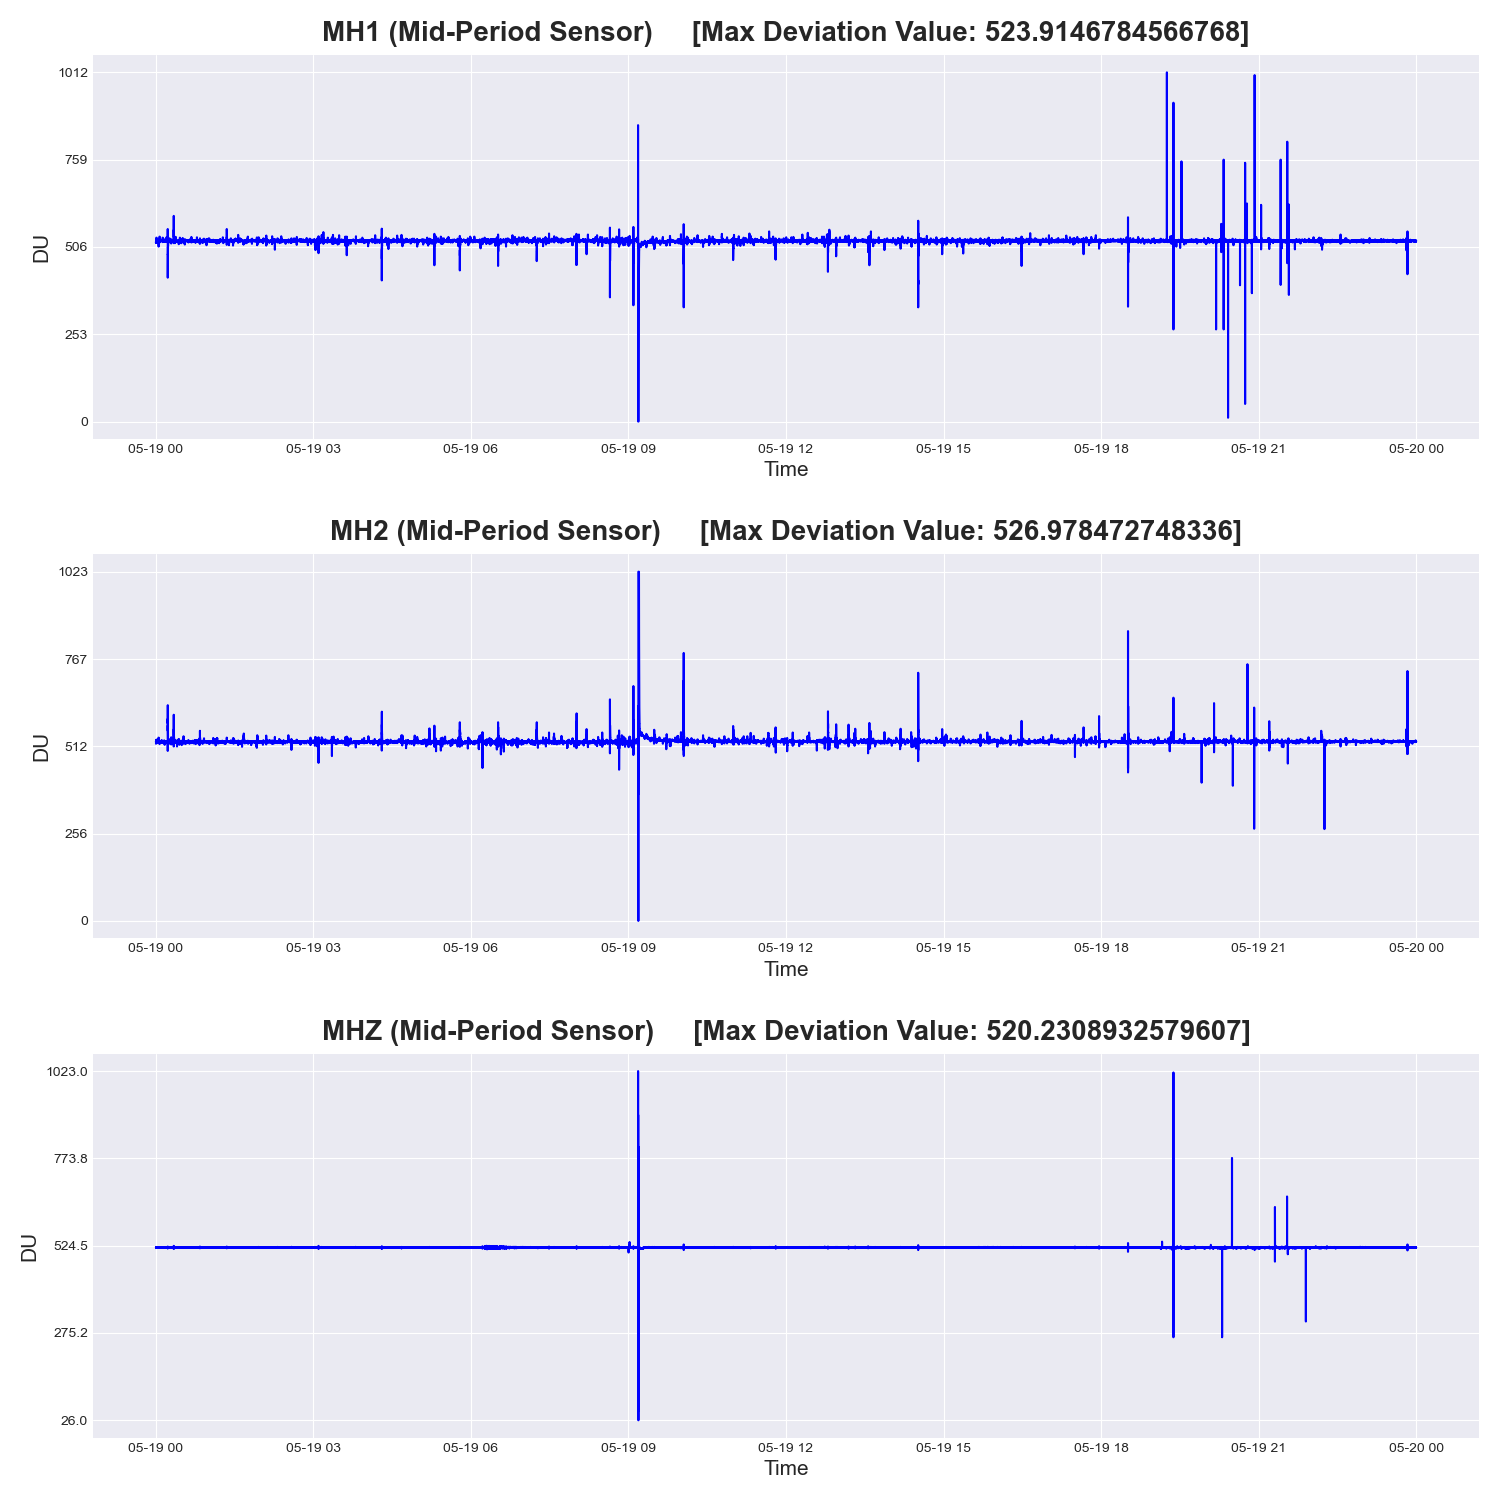 MH1 (Mid-Period Sensor) [Max Deviation Value: 523.9146784566768]
1012
759
506
253
0
DU
05-19 00 05-19 03 05-19 06 05-19 09 05-19 12 05-19 15 05-19 18 05-19 21 05-20 00
Time
MH2 (Mid-Period Sensor) [Max Deviation Value: 526.978472748336]
1023
767
512
256
0
DU
05-19 00 05-19 03 05-19 06 05-19 09 05-19 12 05-19 15 05-19 18 05-19 21 05-20 00
Time
MHZ (Mid-Period Sensor) [Max Deviation Value: 520.2308932579607]
1023.0
773.8
524.5
275.2
26.0
DU
05-19 00 05-19 03 05-19 06 05-19 09 05-19 12 05-19 15 05-19 18 05-19 21 05-20 00
Time